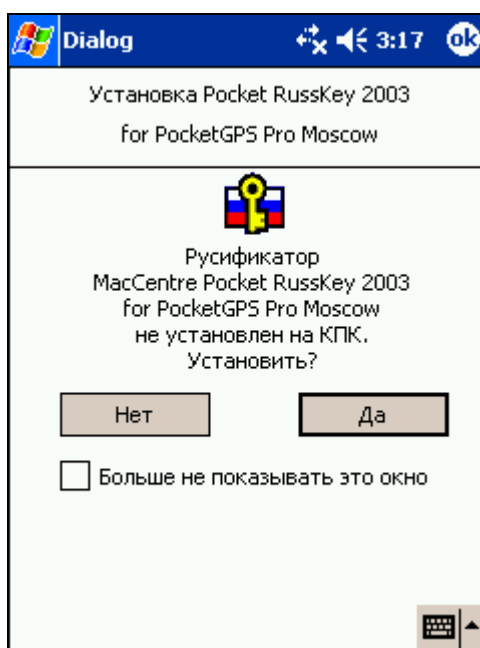 Dialog 3:17 ok
Установка Pocket RussKey 2003
for PocketGPS Pro Moscow
Русификатор
MacCentre Pocket RussKey 2003
for PocketGPS Pro Moscow
не установлен на КПК.
Установить?
Нет Да
Больше не показывать это окно